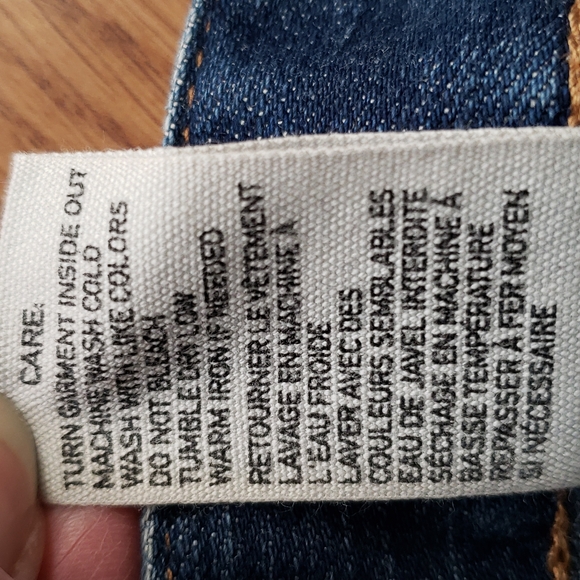 CARE:
TURN GARMENT INSIDE OUT
MACHINE WASH COLD
WASH WITH LIKE COLORS
DO NOT BLEACH
TUMBLE DRY LOW
WARM IRON IF NEEDED
RETOURNER LE VÊTEMENT
LAVAGE EN MACHINE À
L'EAU FROIDE
LAVER AVEC DES
COULEURS SEMBLABLES
EAU DE JAVEL INTERDITE
SÉCHAGE EN MACHINE À
BASSE TEMPÉRATURE
REPASSER À FER MOYEN
SI NÉCESSAIRE